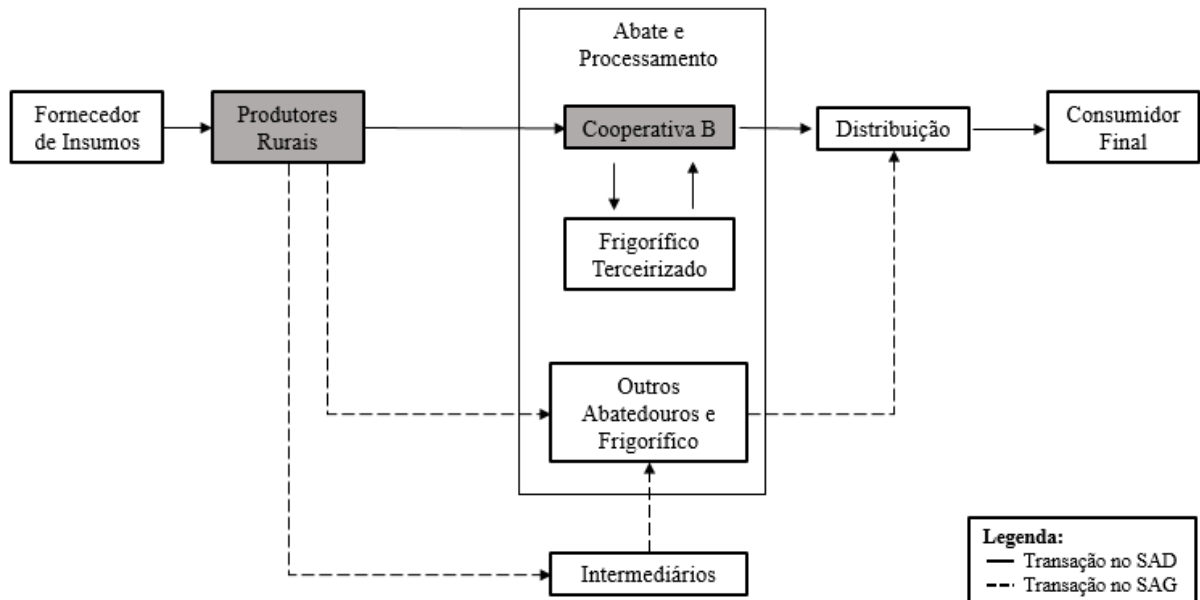 Abate e
Processamento
Fornecedor
de Insumos
Produtores
Rurais
Cooperativa B
Distribuição
Consumidor
Final
Frigorífico
Terceirizado
Outros
Abatedouros e
Frigorífico
Intermediários
Legenda:
Transação no SAD
Transação no SAG